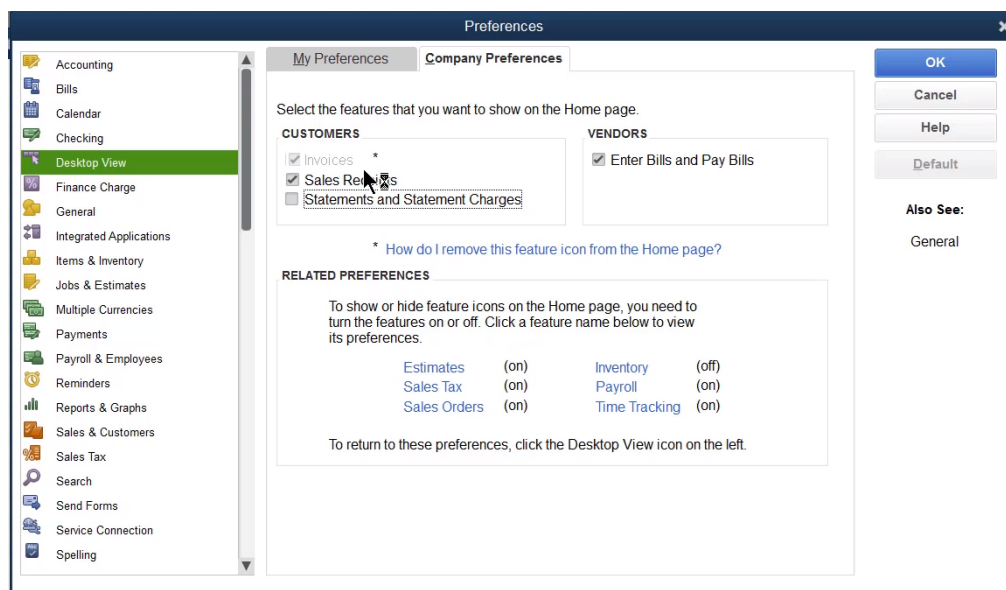 Preferences
Accounting
Bills
Calendar
Checking
Desktop View
Finance Charge
General
Integrated Applications
Items & Inventory
Jobs & Estimates
Multiple Currencies
Payments
Payroll & Employees
Reminders
Reports & Graphs
Sales & Customers
Sales Tax
Search
Send Forms
Service Connection
Spelling
My Preferences
Company Preferences
Select the features that you want to show on the Home page.
CUSTOMERS
Invoices *
Sales Receipts
Statements and Statement Charges
VENDORS
Enter Bills and Pay Bills
* How do I remove this feature icon from the Home page?
RELATED PREFERENCES
To show or hide feature icons on the Home page, you need to
turn the features on or off. Click a feature name below to view
its preferences.
Estimates (on) Inventory (off)
Sales Tax (on) Payroll (on)
Sales Orders (on) Time Tracking (on)
To return to these preferences, click the Desktop View icon on the left.
OK
Cancel
Help
Default
Also See:
General